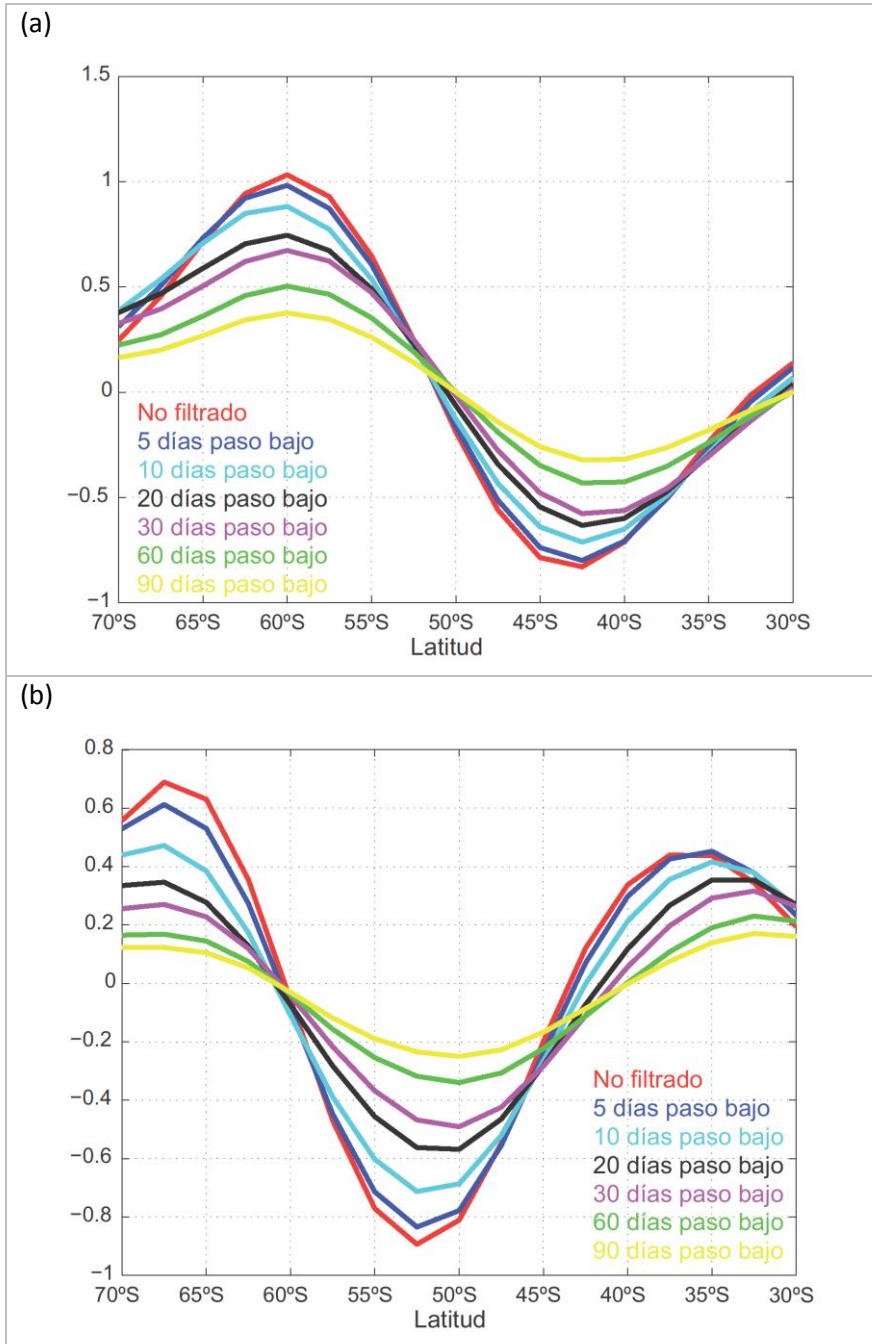 (a)
1.5
1
0.5
0
−0.5
−1
No filtrado
5 días paso bajo
10 días paso bajo
20 días paso bajo
30 días paso bajo
60 días paso bajo
90 días paso bajo
70ºS 65ºS 60ºS 55ºS 50ºS 45ºS 40ºS 35ºS 30ºS
Latitud
(b)
0.8
0.6
0.4
0.2
0
−0.2
−0.4
−0.6
−0.8
−1
No filtrado
5 días paso bajo
10 días paso bajo
20 días paso bajo
30 días paso bajo
60 días paso bajo
90 días paso bajo
70ºS 65ºS 60ºS 55ºS 50ºS 45ºS 40ºS 35ºS 30ºS
Latitud